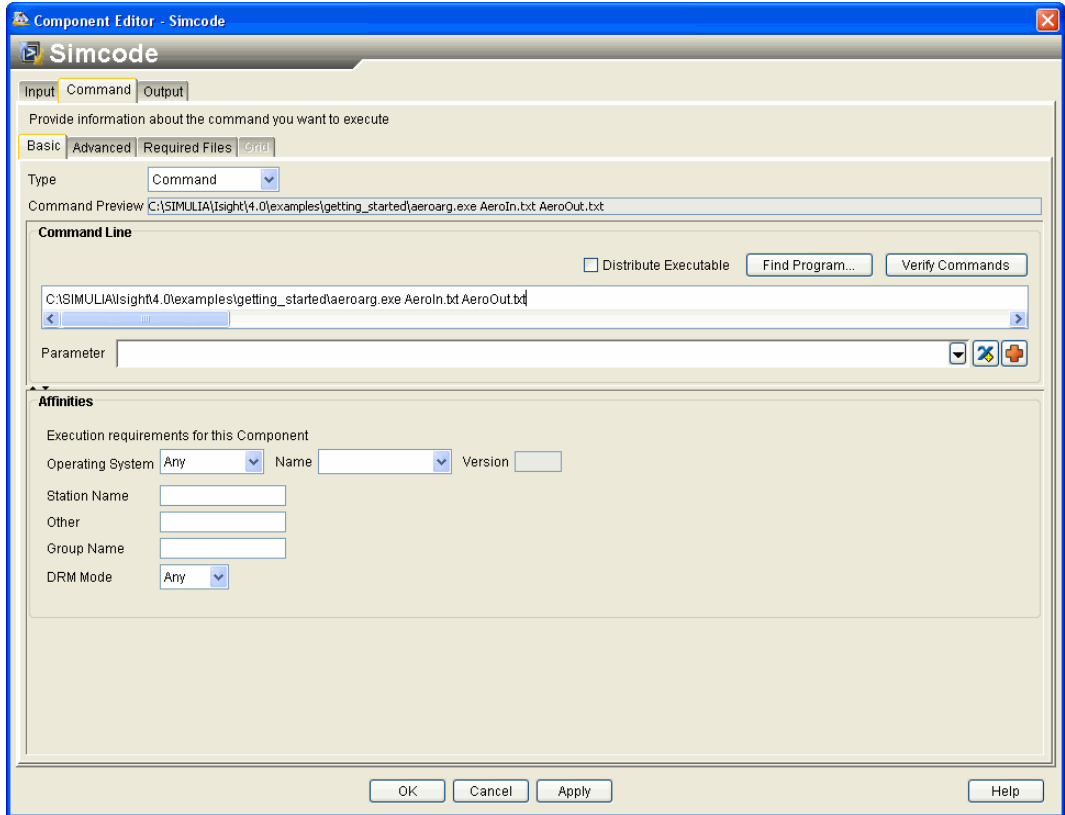 Component Editor - Simcode
Simcode
Input Command Output
Provide information about the command you want to execute
Basic Advanced Required Files Grid
Type Command
Command Preview C:\SIMULIA\Isight\4.0\examples\getting_started\aeroarg.exe AeroIn.txt AeroOut.txt
Command Line
Distribute Executable Find Program... Verify Commands
C:\SIMULIA\Isight\4.0\examples\getting_started\aeroarg.exe AeroIn.txt AeroOut.txt
Parameter
Affinities
Execution requirements for this Component
Operating System Any Name Version
Station Name
Other
Group Name
DRM Mode Any
OK Cancel Apply Help